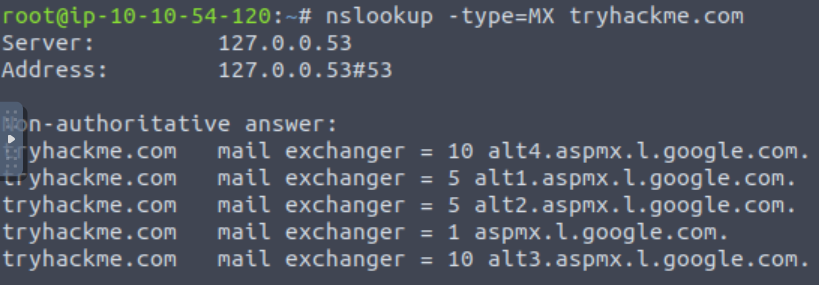 root@ip-10-10-54-120:~# nslookup -type=MX tryhackme.com
Server: 127.0.0.53
Address: 127.0.0.53#53
Non-authoritative answer:
tryhackme.com mail exchanger = 10 alt4.aspmx.l.google.com.
tryhackme.com mail exchanger = 5 alt1.aspmx.l.google.com.
tryhackme.com mail exchanger = 5 alt2.aspmx.l.google.com.
tryhackme.com mail exchanger = 1 aspmx.l.google.com.
tryhackme.com mail exchanger = 10 alt3.aspmx.l.google.com.